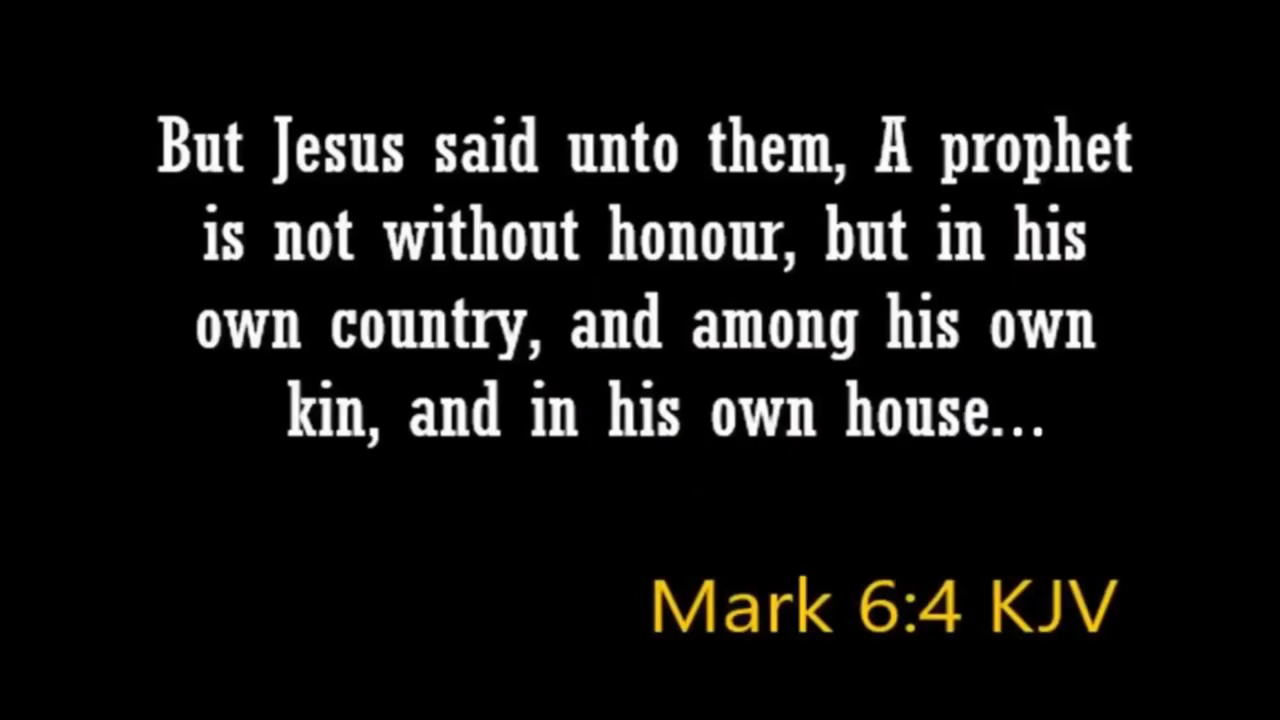 But Jesus said unto them, A prophet
is not without honour, but in his
own country, and among his own
kin, and in his own house...
Mark 6:4 KJV